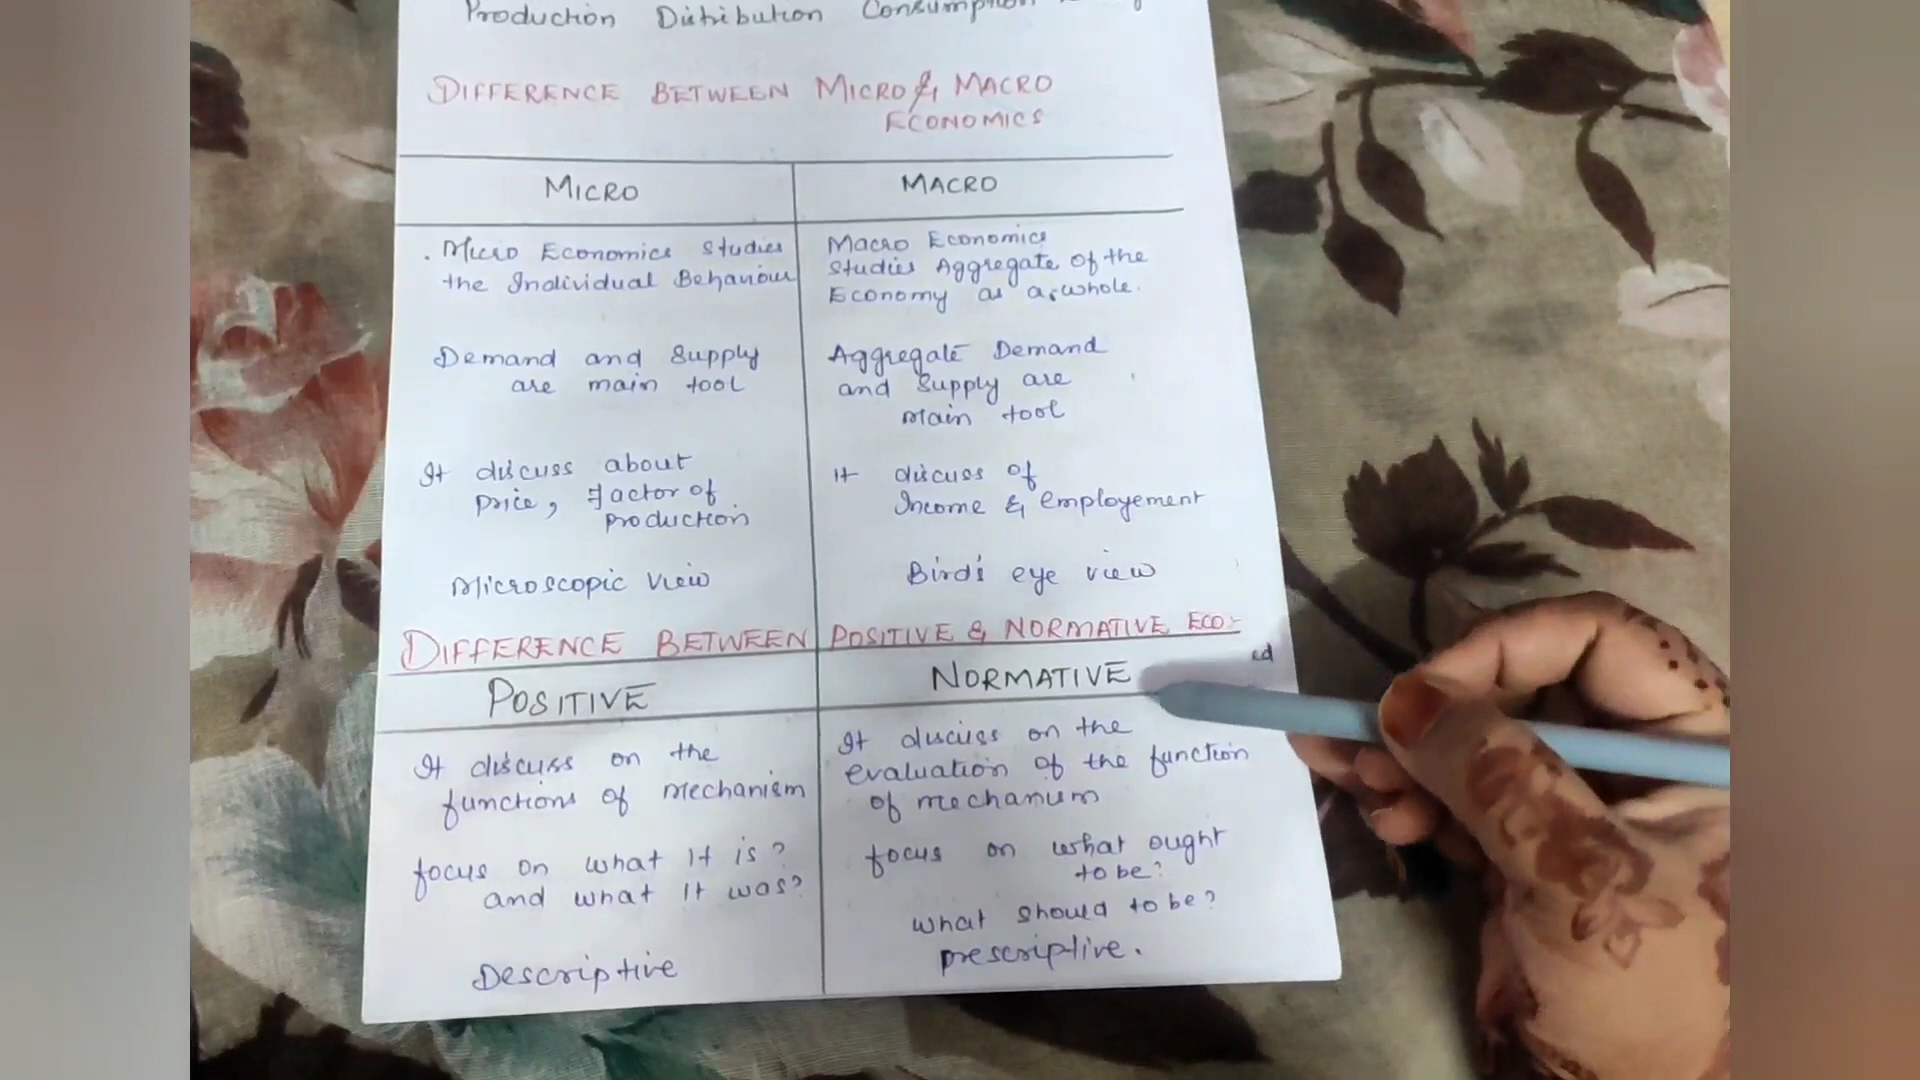 Production Distribution Consumption
DIFFERENCE BETWEEN MICRO & MACRO
ECONOMICS
MICRO
MACRO
. Micro Economics Studies
the Individual Behaviour
Macro Economics
Studies Aggregate of the
Economy as a whole.
Demand and Supply
are main tool
Aggregate Demand
and Supply are
main tool
It discuss about
price, factor of
production
It discuss of
Income & employement
Microscopic view
Bird's eye view
DIFFERENCE BETWEEN POSITIVE & NORMATIVE ECO:-
POSITIVE
NORMATIVE
It discuss on the
functions of mechanism
It discuss on the
evaluation of the function
of mechanum
focus on what it is?
and what it was?
focus on what ought
to be?
what should to be?
Descriptive
prescriptive.